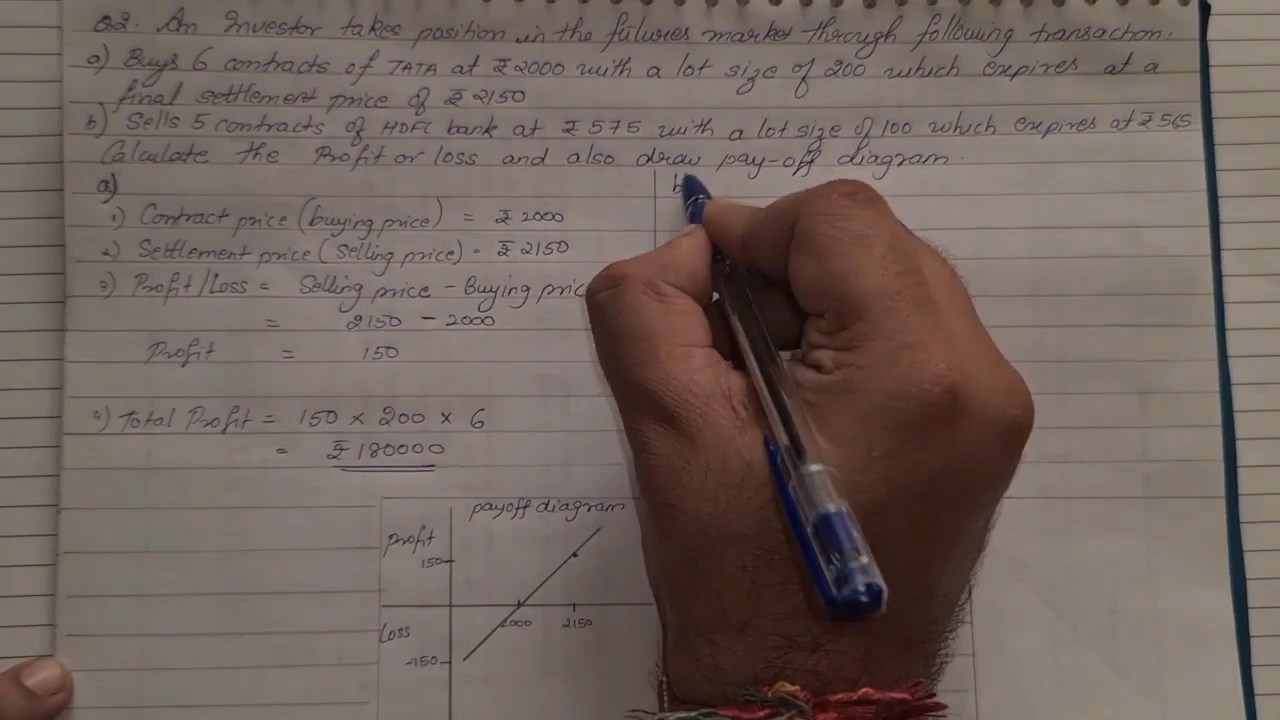 Q2. An Investor takes position in the futures market through following transaction.
a) Buys 6 contracts of TATA at ₹ 2000 with a lot size of 200 which expires at a
final settlement price of ₹ 2150
b) Sells 5 contracts of HDFC bank at ₹ 575 with a lot size of 100 which expires at ₹ 565
Calculate the Profit or loss and also draw pay-off diagram.
a)
1) Contract price (buying price) = ₹ 2000
2) Settlement price (selling price) - ₹ 2150
3) Profit/Loss = Selling price - Buying pric
= 2150 - 2000
Profit = 150
4) Total Profit = 150 × 200 × 6
= ₹ 180000
payoff diagram
Profit
150
2000 2150
Loss
-150
b